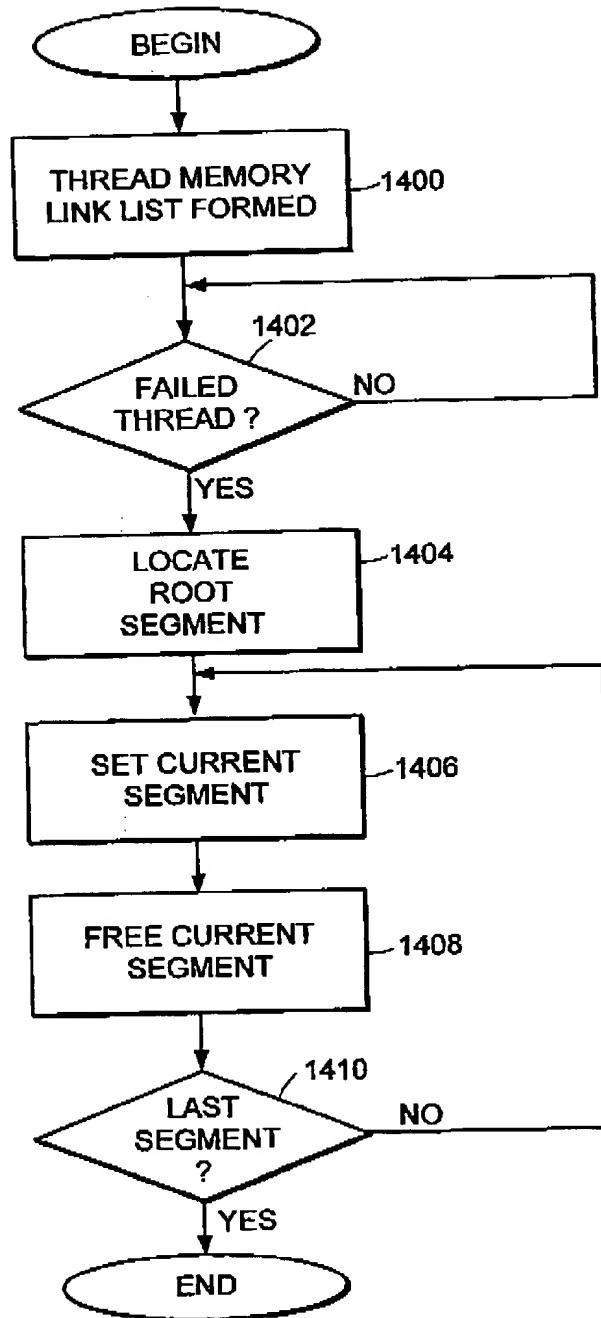 BEGIN
THREAD MEMORY
LINK LIST FORMED
1400
1402
FAILED
THREAD ?
NO
YES
LOCATE
ROOT
SEGMENT
1404
SET CURRENT
SEGMENT
1406
FREE CURRENT
SEGMENT
1408
1410
LAST
SEGMENT
?
NO
YES
END